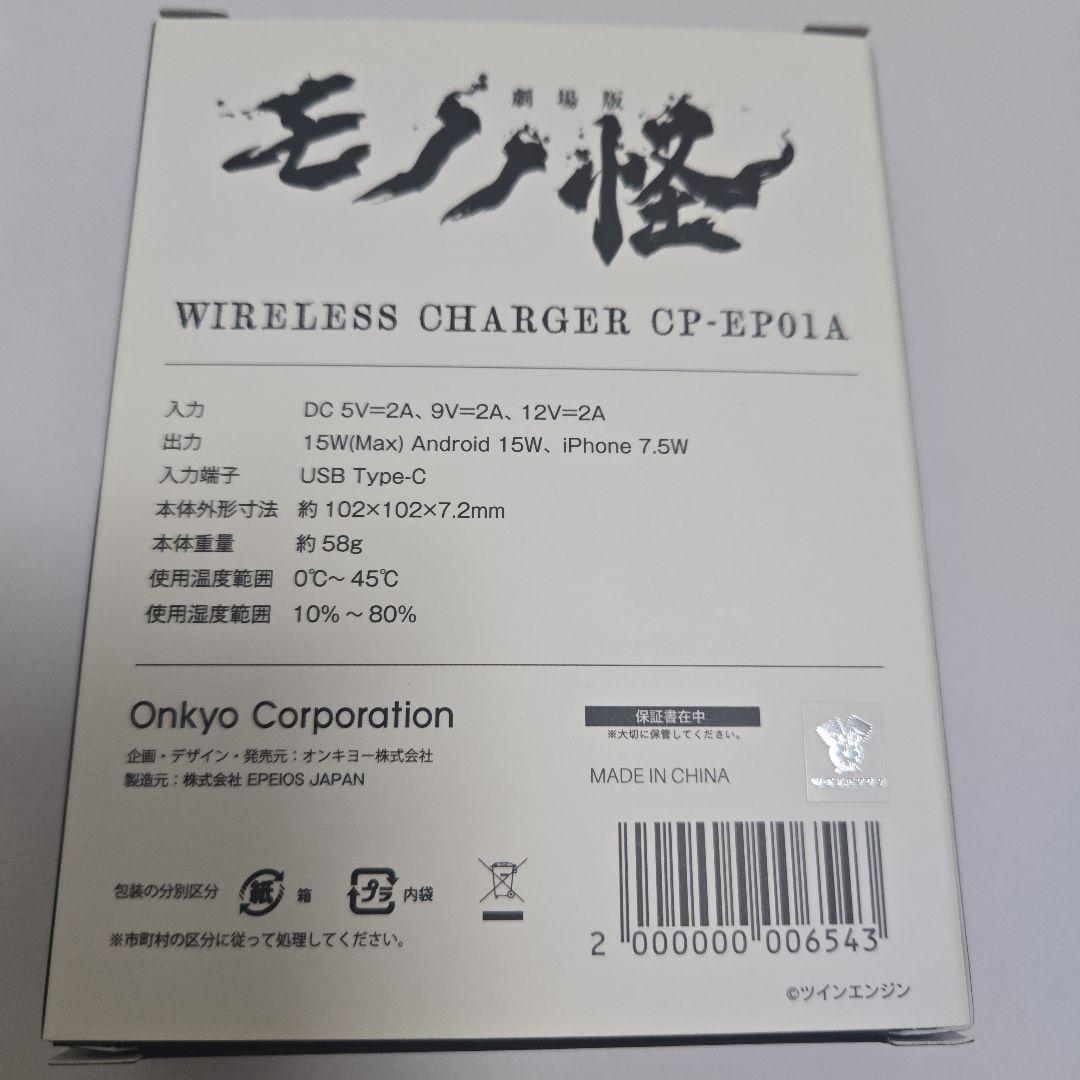 劇場版
モノノ怪
WIRELESS CHARGER CP-EP01A
入力 DC 5V=2A、9V=2A、12V=2A
出力 15W(Max) Android 15W、iPhone 7.5W
入力端子 USB Type-C
本体外形寸法 約 102×102×7.2mm
本体重量 約 58g
使用温度範囲 0℃～45℃
使用湿度範囲 10%～80%
Onkyo Corporation
企画・デザイン・発売元：オンキヨー株式会社
製造元：株式会社 EPEIOS JAPAN
保証書在中
※大切に保管してください。
MADE IN CHINA
包装の分別区分 紙 箱 プラ 内袋
※市町村の区分に従って処理してください。
2 000000 006543
©ツインエンジン